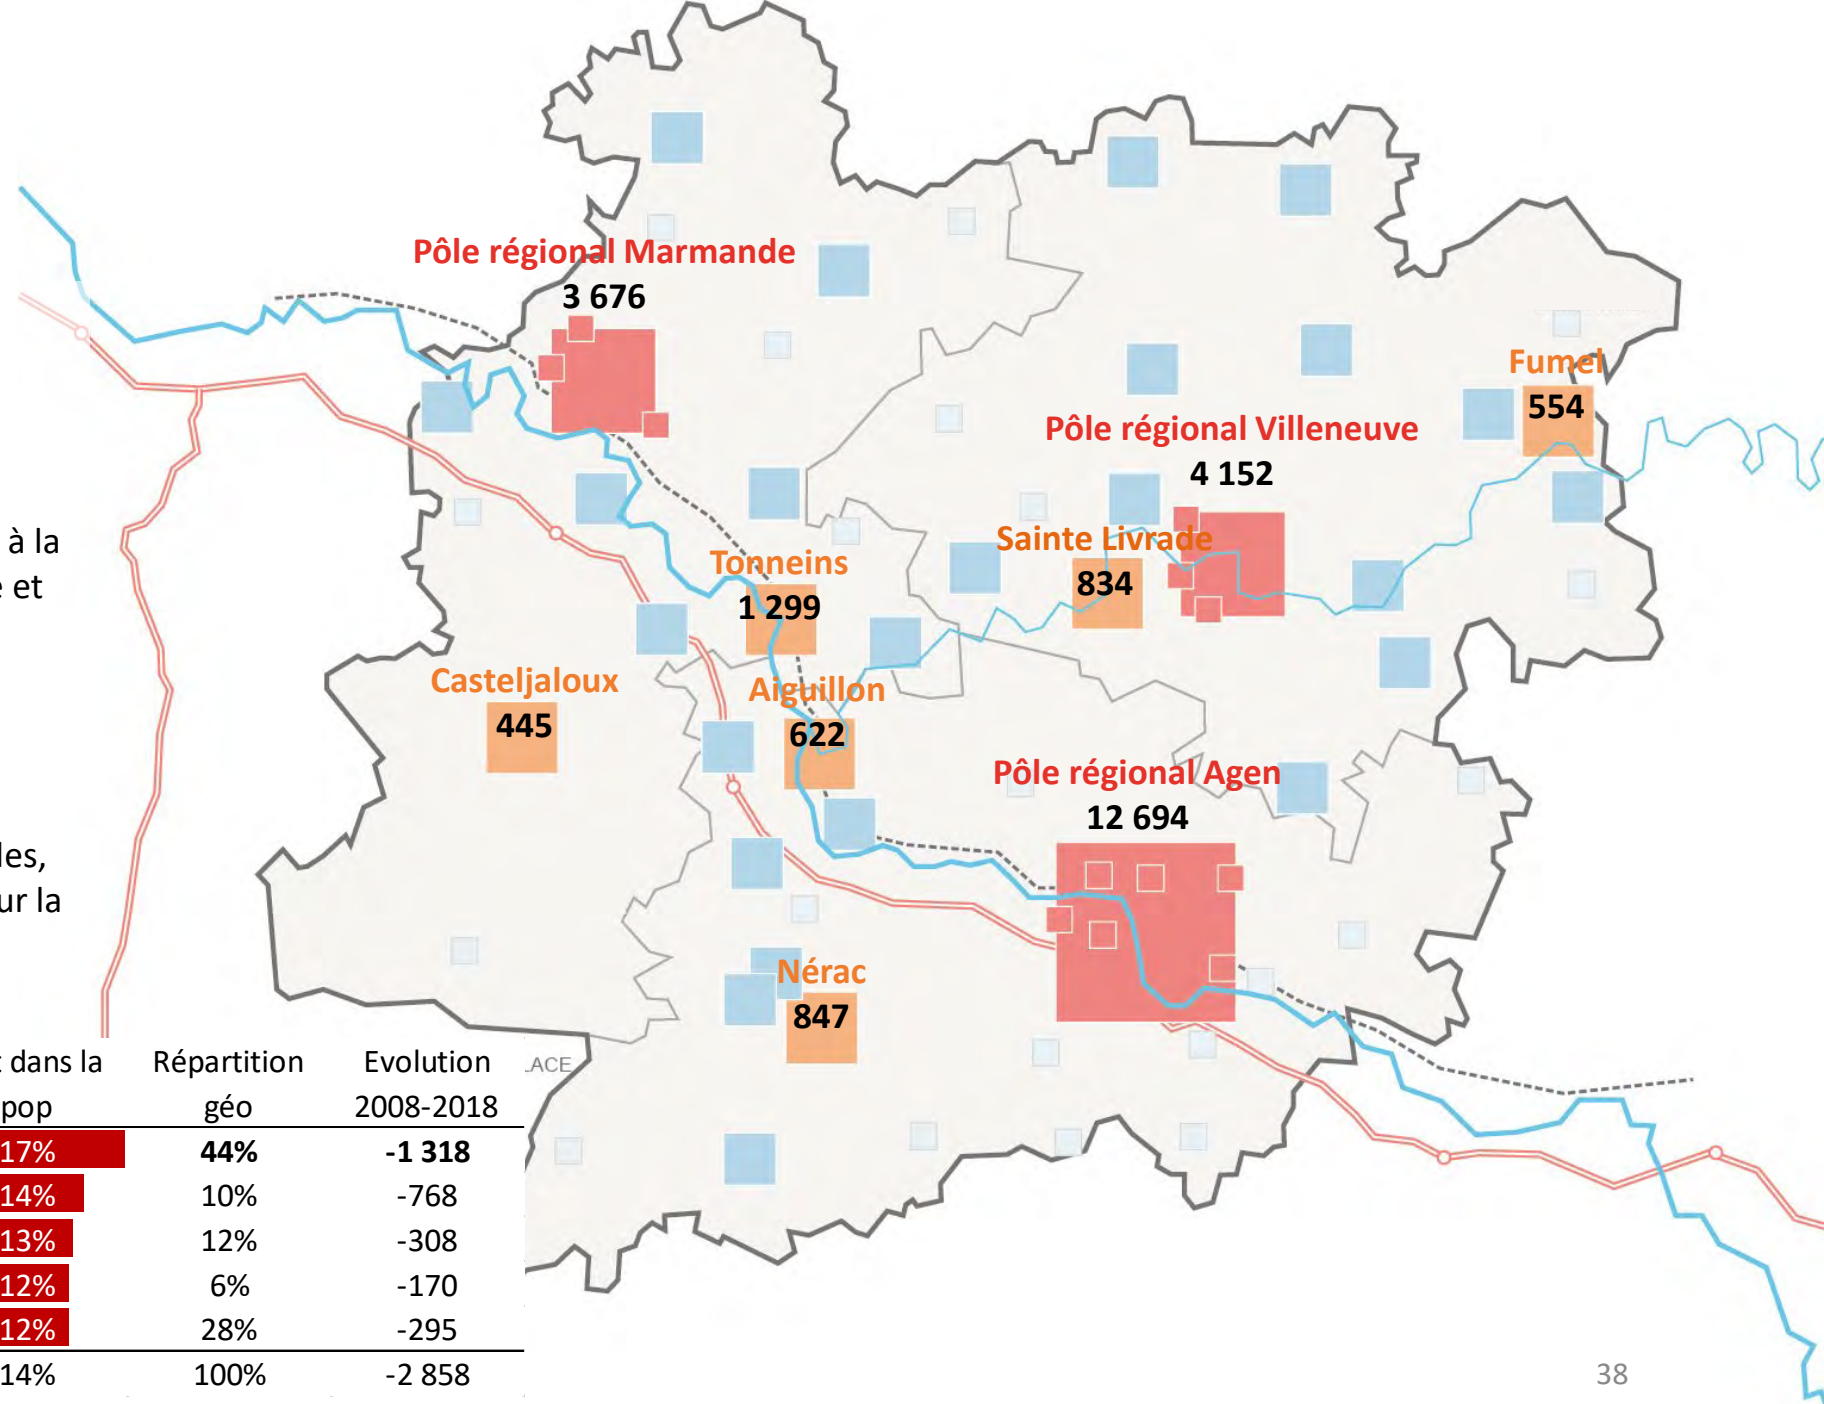 Pôle régional Marmande
3 676
Fumel
554
Pôle régional Villeneuve
4 152
à la
et
Sainte Livrade
834
Tonneins
1 299
Casteljaloux
445
Aiguillon
622
Pôle régional Agen
12 694
ur la
Nérac
847
dans la Répartition Evolution
pop géo 2008-2018
17% 44% -1 318
14% 10% -768
13% 12% -308
12% 6% -170
12% 28% -295
14% 100% -2 858
LACE
38